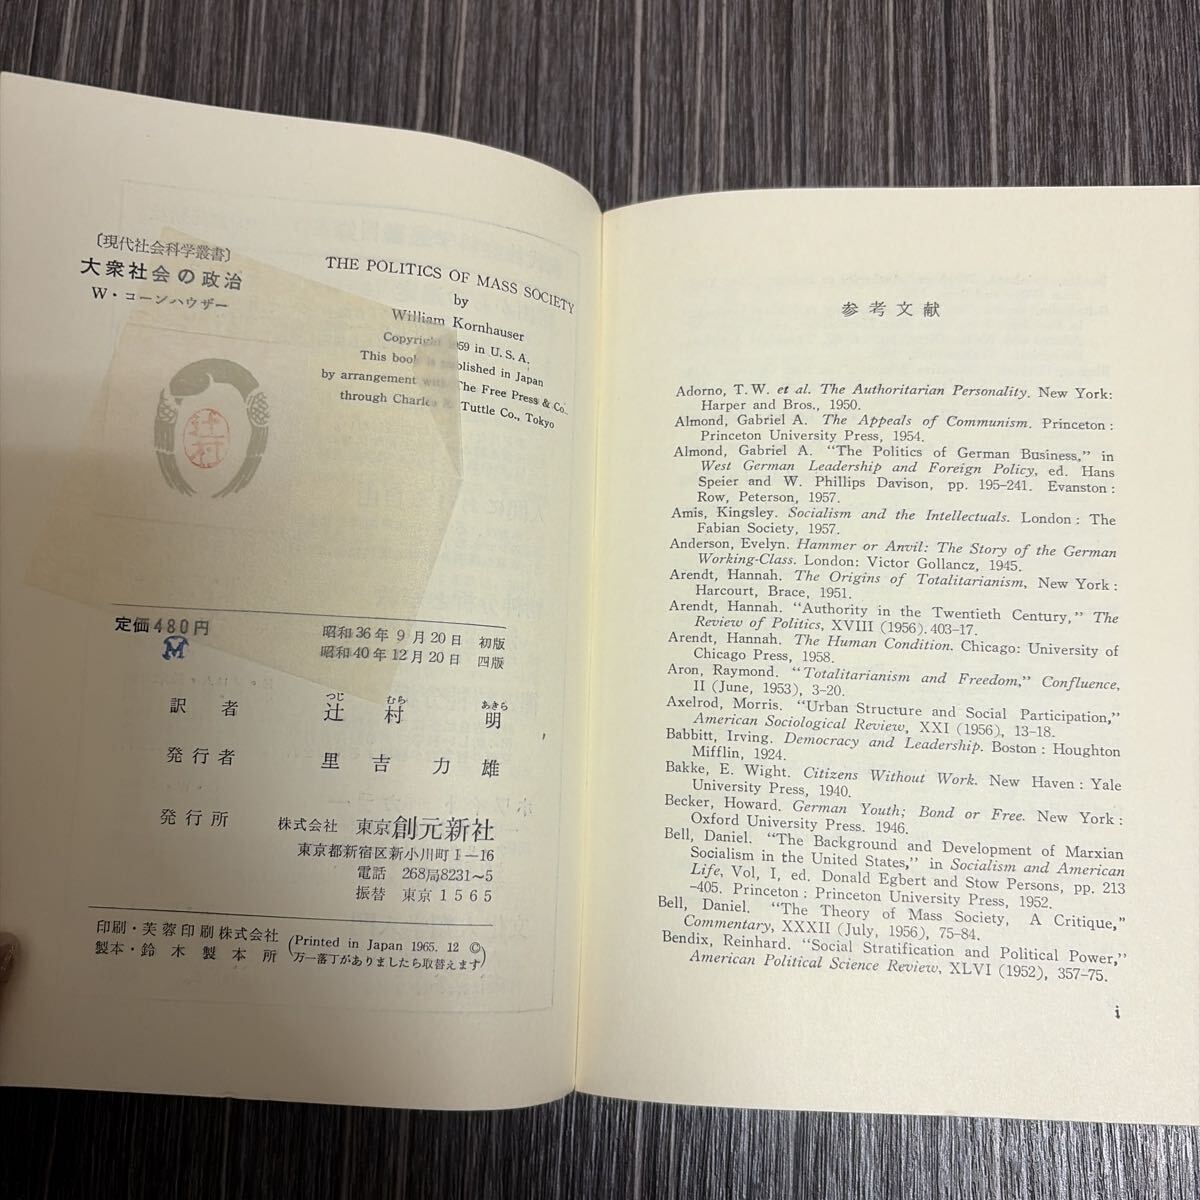 〔現代社会科学叢書〕
大衆社会の政治
W・コーンハウザー
THE POLITICS OF MASS SOCIETY
by
William Kornhauser
Copyright 1959 in U. S. A.
This book is published in Japan
by arrangement with The Free Press & Co.,
through Charles Tuttle Co., Tokyo
辻村
定価480円
M
昭和36年9月20日 初版
昭和40年12月20日 四版
つじ むら あきら
訳者 辻村 明
発行者 里吉力雄
発行所 株式会社 東京創元新社
東京都新宿区新小川町1—16
電話 268局8231~5
振替 東京1565
印刷・芙蓉印刷株式会社
製本・鈴木製本所
(Printed in Japan 1965. 12 ©
万一落丁がありましたら取替えます)
参考文献
Adorno, T. W. et al. The Authoritarian Personality. New York:
Harper and Bros., 1950.
Almond, Gabriel A. The Appeals of Communism. Princeton:
Princeton University Press, 1954.
Almond, Gabriel A. “The Politics of German Business,” in
West German Leadership and Foreign Policy, ed. Hans
Speier and W. Phillips Davison, pp. 195-241. Evanston:
Row, Peterson, 1957.
Amis, Kingsley. Socialism and the Intellectuals. London: The
Fabian Society, 1957.
Anderson, Evelyn. Hammer or Anvil: The Story of the German
Working-Class. London: Victor Gollancz, 1945.
Arendt, Hannah. The Origins of Totalitarianism, New York:
Harcourt, Brace, 1951.
Arendt, Hannah. “Authority in the Twentieth Century,” The
Review of Politics, XVIII (1956). 403-17.
Arendt, Hannah. The Human Condition. Chicago: University of
Chicago Press, 1958.
Aron, Raymond. “Totalitarianism and Freedom,” Confluence,
II (June, 1953), 3-20.
Axelrod, Morris. “Urban Structure and Social Participation,”
American Sociological Review, XXI (1956), 13-18.
Babbitt, Irving. Democracy and Leadership. Boston: Houghton
Mifflin, 1924.
Bakke, E. Wight. Citizens Without Work. New Haven: Yale
University Press, 1940.
Becker, Howard. German Youth; Bond or Free. New York:
Oxford University Press. 1946.
Bell, Daniel. “The Background and Development of Marxian
Socialism in the United States,” in Socialism and American
Life, Vol, I, ed. Donald Egbert and Stow Persons, pp. 213
-405. Princeton: Princeton University Press, 1952.
Bell, Daniel. “The Theory of Mass Society, A Critique,”
Commentary, XXXII (July, 1956), 75-84.
Bendix, Reinhard. “Social Stratification and Political Power,”
American Political Science Review, XLVI (1952), 357-75.
i